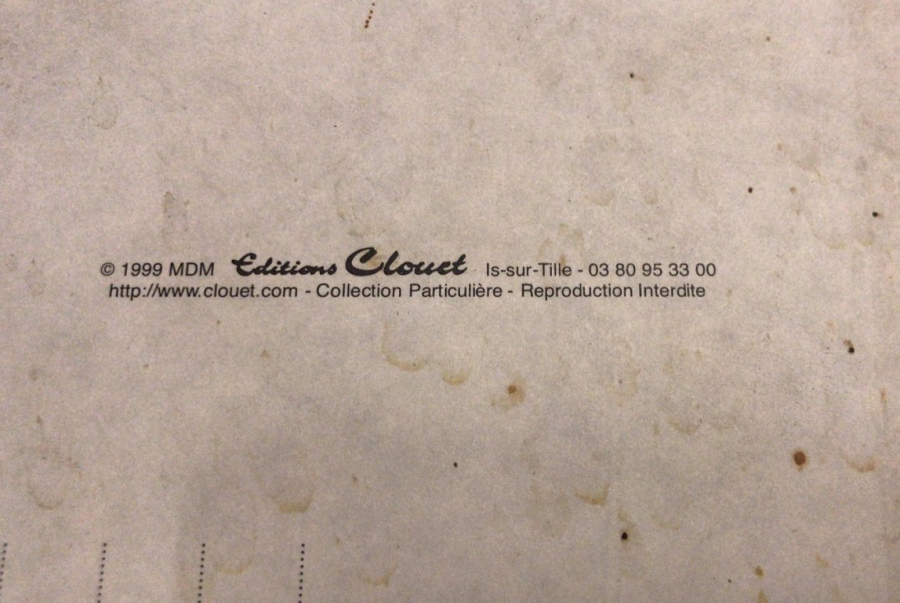 © 1999 MDM Editions Clouet Is-sur-Tille - 03 80 95 33 00
http://www.clouet.com - Collection Particulière - Reproduction Interdite